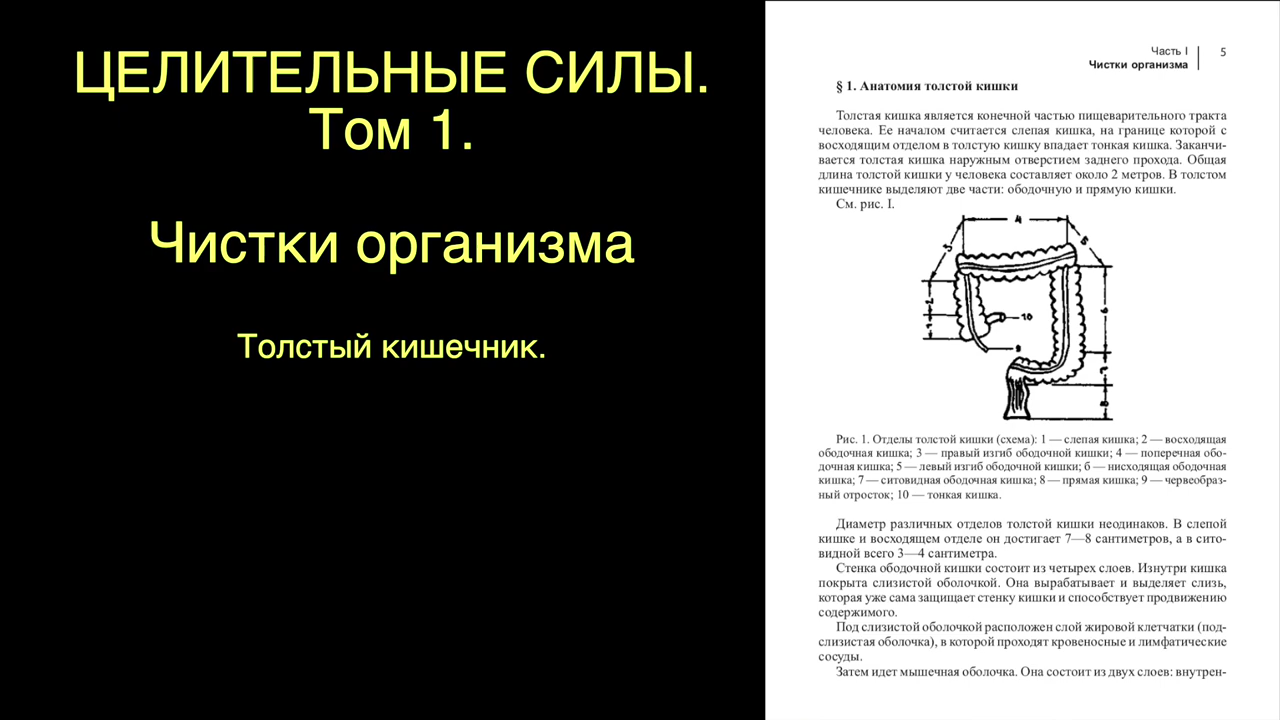 ЦЕЛИТЕЛЬНЫЕ СИЛЫ.
Том 1.
Чистки организма
Толстый кишечник.
Часть I
5
Чистки организма
§ 1. Анатомия толстой кишки
Толстая кишка является конечной частью пищеварительного тракта
человека. Ее началом считается слепая кишка, на границе которой с
восходящим отделом в толстую кишку впадает тонкая кишка. Заканчи-
вается толстая кишка наружным отверстием заднего прохода. Общая
длина толстой кишки у человека составляет около 2 метров. В толстом
кишечнике выделяют две части: ободочную и прямую кишки.
См. рис. I.
4
3
5
2
1
10
6
9
7
8
Рис. 1. Отделы толстой кишки (схема): 1 — слепая кишка; 2 — восходящая
ободочная кишка; 3 — правый изгиб ободочной кишки; 4 — поперечная обо-
дочная кишка; 5 — левый изгиб ободочной кишки; 6 — нисходящая ободочная
кишка; 7 — ситовидная ободочная кишка; 8 — прямая кишка; 9 — червеобраз-
ный отросток; 10 — тонкая кишка.
Диаметр различных отделов толстой кишки неодинаков. В слепой
кишке и восходящем отделе он достигает 7—8 сантиметров, а в сито-
видной всего 3—4 сантиметра.
Стенка ободочной кишки состоит из четырех слоев. Изнутри кишка
покрыта слизистой оболочкой. Она вырабатывает и выделяет слизь,
которая уже сама защищает стенку кишки и способствует продвижению
содержимого.
Под слизистой оболочкой расположен слой жировой клетчатки (под-
слизистая оболочка), в которой проходят кровеносные и лимфатические
сосуды.
Затем идет мышечная оболочка. Она состоит из двух слоев: внутрен-